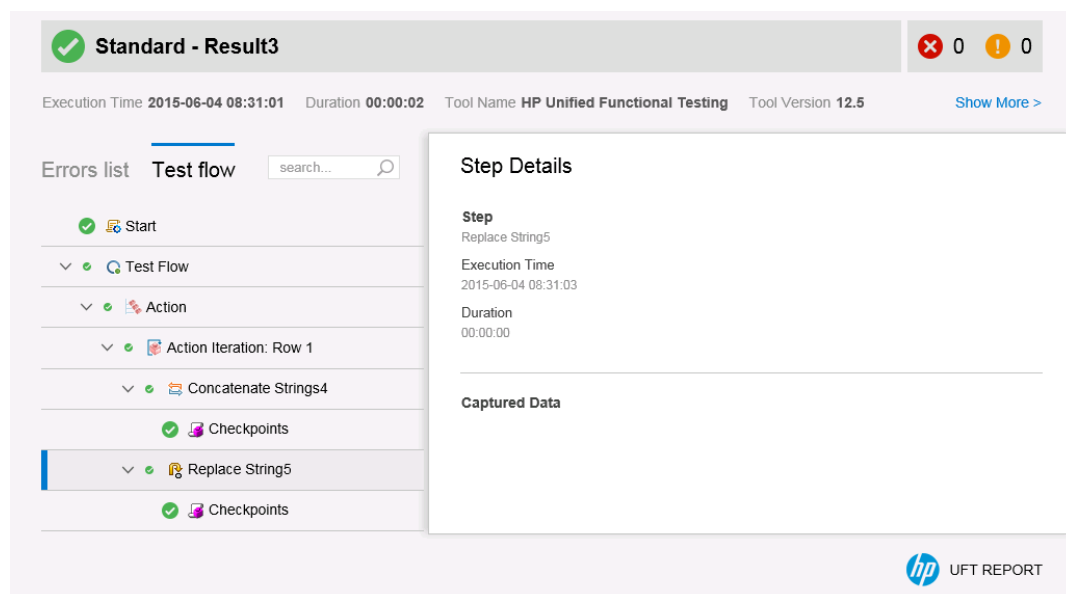 Standard - Result3
0
0
Execution Time 2015-06-04 08:31:01 Duration 00:00:02 Tool Name HP Unified Functional Testing Tool Version 12.5 Show More >
Errors list Test flow search...
Start
Test Flow
Action
Action Iteration: Row 1
Concatenate Strings4
Checkpoints
Replace String5
Checkpoints
Step Details
Step
Replace String5
Execution Time
2015-06-04 08:31:03
Duration
00:00:00
Captured Data
hp UFT REPORT